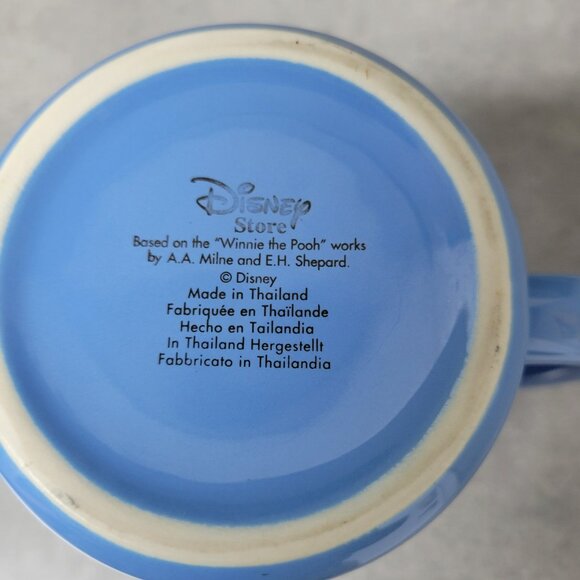 Disney
Store
Based on the "Winnie the Pooh" works
by A.A. Milne and E.H. Shepard.
© Disney
Made in Thailand
Fabriquée en Thaïlande
Hecho en Tailandia
In Thailand Hergestellt
Fabbricato in Thailandia